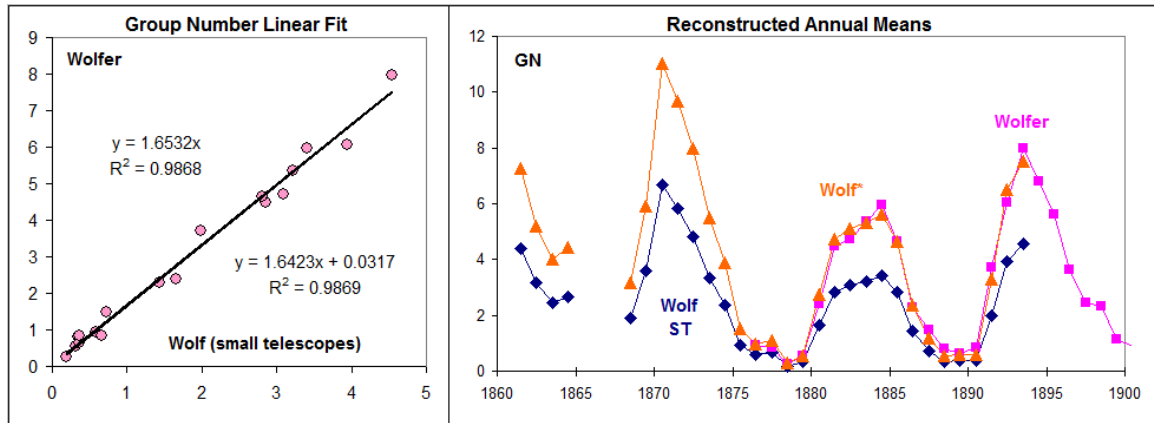 Group Number Linear Fit
9
8
7
6
5
4
3
2
1
0
Wolfer
y = 1.6532x
R² = 0.9868
y = 1.6423x + 0.0317
R² = 0.9869
Wolf (small telescopes)
0 1 2 3 4 5
Reconstructed Annual Means
12
10
8
6
4
2
0
GN
Wolfer
Wolf*
Wolf
ST
1860 1865 1870 1875 1880 1885 1890 1895 1900